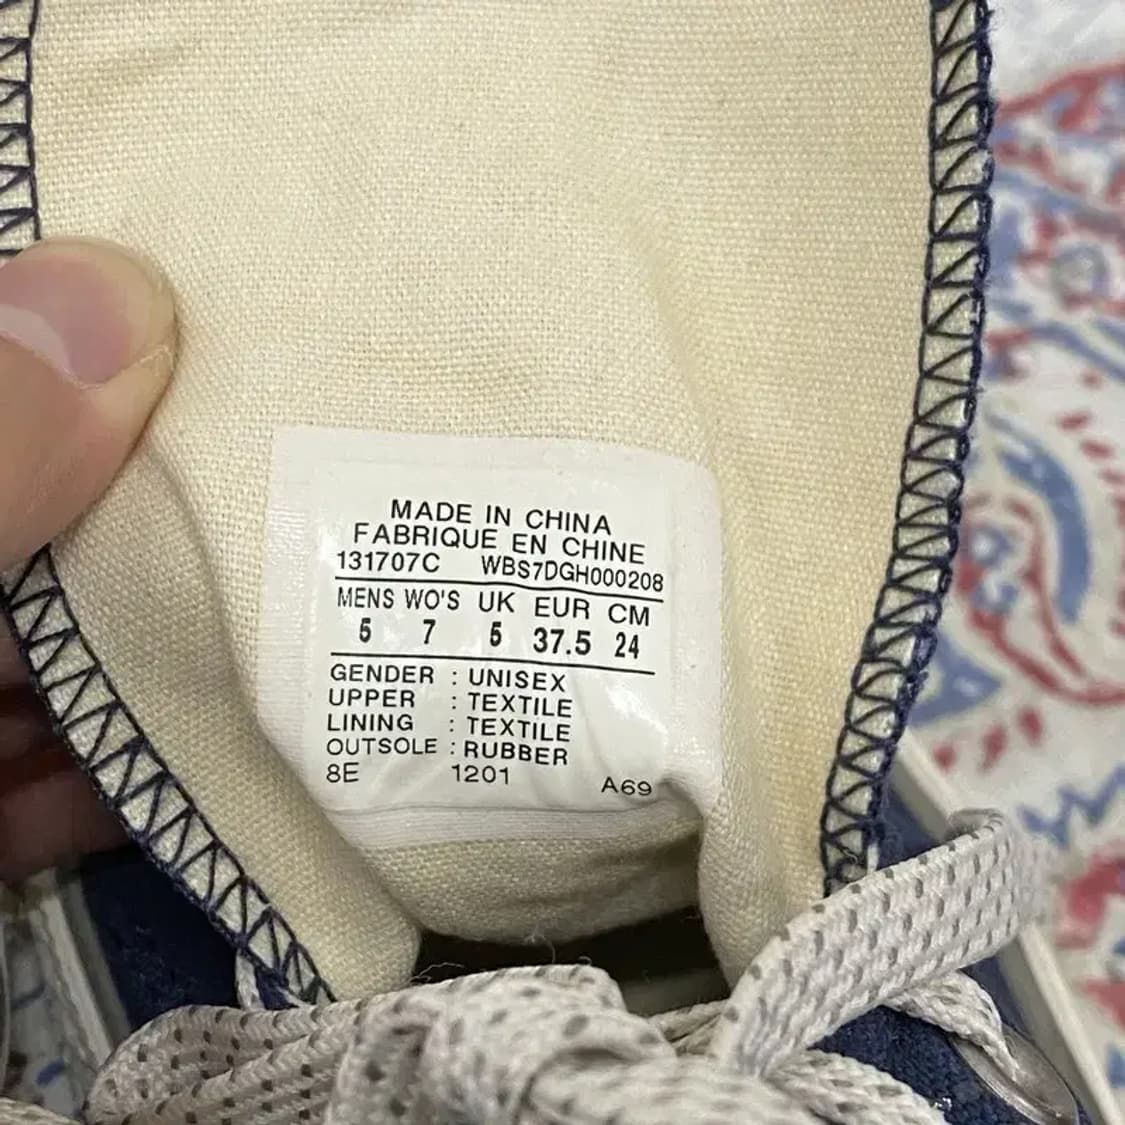 MADE IN CHINA
FABRIQUE EN CHINE
131707C WBS7DGH000208
MENS WO'S UK EUR CM
5 7 5 37.5 24
GENDER : UNISEX
UPPER : TEXTILE
LINING : TEXTILE
OUTSOLE : RUBBER
8E 1201 A69